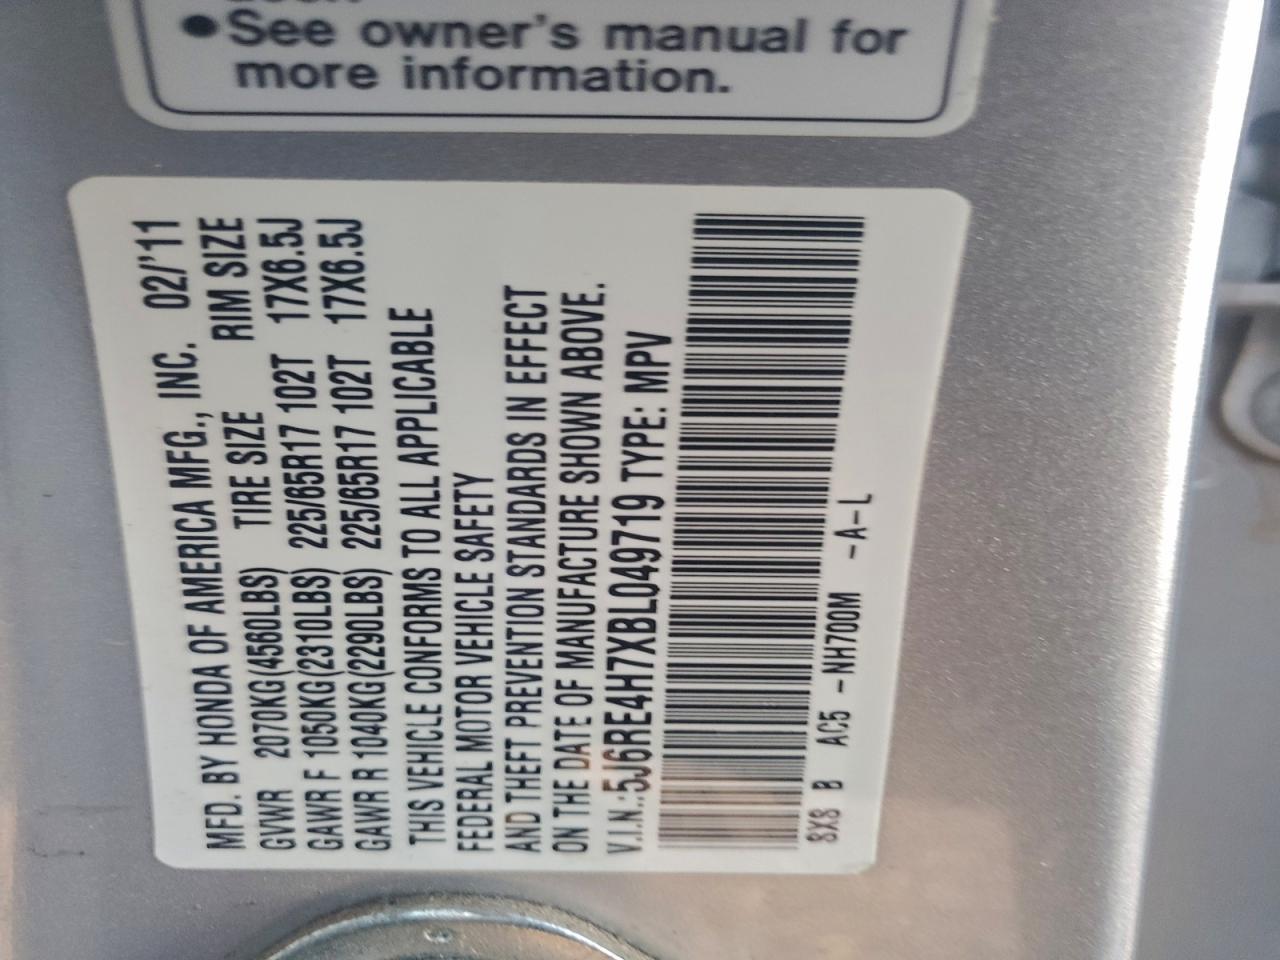 ●See owner's manual for
more information.
MFD. BY HONDA OF AMERICA MFG., INC. 02/'11
GVWR 2070KG(4560LBS) TIRE SIZE RIM SIZE
GAWR F 1050KG(2310LBS) 225/65R17 102T 17X6.5J
GAWR R 1040KG(2290LBS) 225/65R17 102T 17X6.5J
THIS VEHICLE CONFORMS TO ALL APPLICABLE
FEDERAL MOTOR VEHICLE SAFETY
AND THEFT PREVENTION STANDARDS IN EFFECT
ON THE DATE OF MANUFACTURE SHOWN ABOVE.
V.I.N.:5J6RE4H7XBL049719 TYPE: MPV
8X8 B AC5 -NH700M -A-L